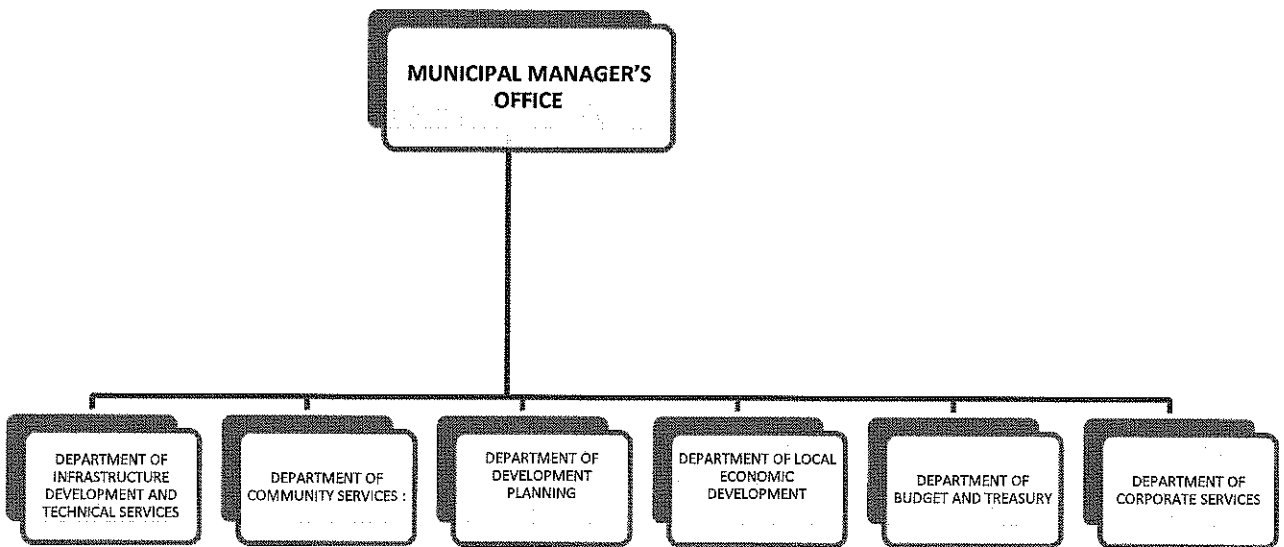 MUNICIPAL MANAGER'S
OFFICE
DEPARTMENT OF
INFRASTRUCTURE
DEVELOPMENT AND
TECHNICAL SERVICES
DEPARTMENT OF
COMMUNITY SERVICES :
DEPARTMENT OF
DEVELOPMENT
PLANNING
DEPARTMENT OF LOCAL
ECONOMIC
DEVELOPMENT
DEPARTMENT OF
BUDGET AND TREASURY
DEPARTMENT OF
CORPORATE SERVICES